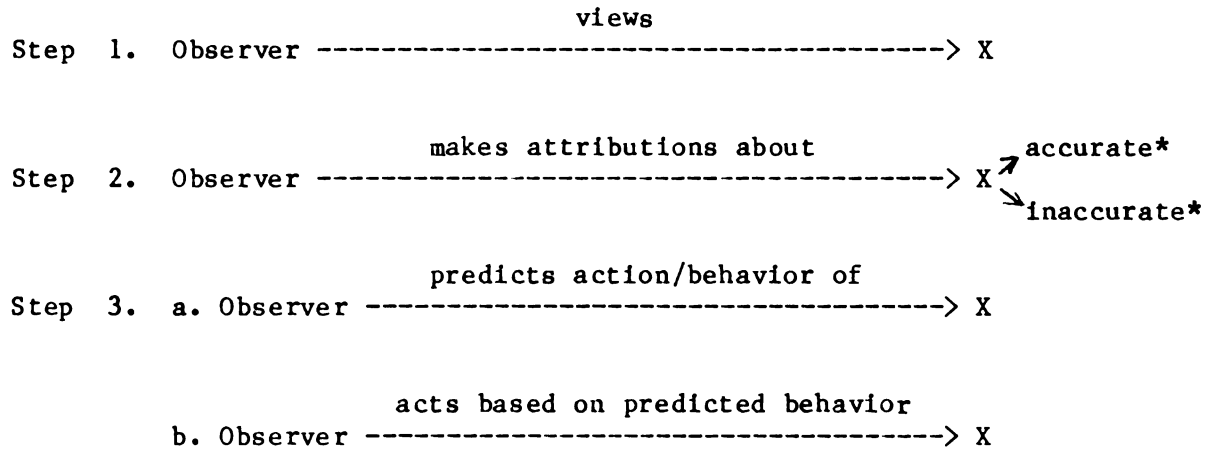 views
Step 1. Observer ---------------------------------------> X
makes attributions about
accurate*
Step 2. Observer ---------------------------------------> X
inaccurate*
predicts action/behavior of
Step 3. a. Observer ------------------------------------> X
acts based on predicted behavior
b. Observer ------------------------------------> X